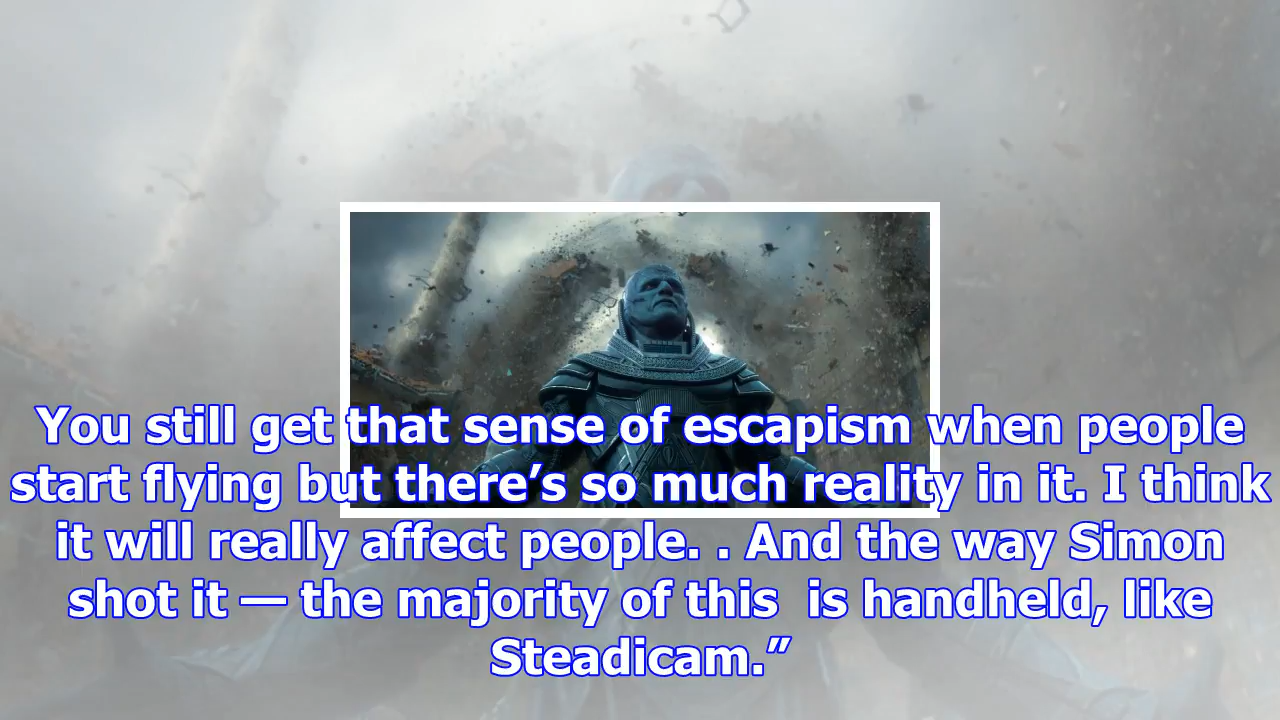 You still get that sense of escapism when people
start flying but there’s so much reality in it. I think
it will really affect people. . And the way Simon
shot it — the majority of this  is handheld, like
Steadicam.”